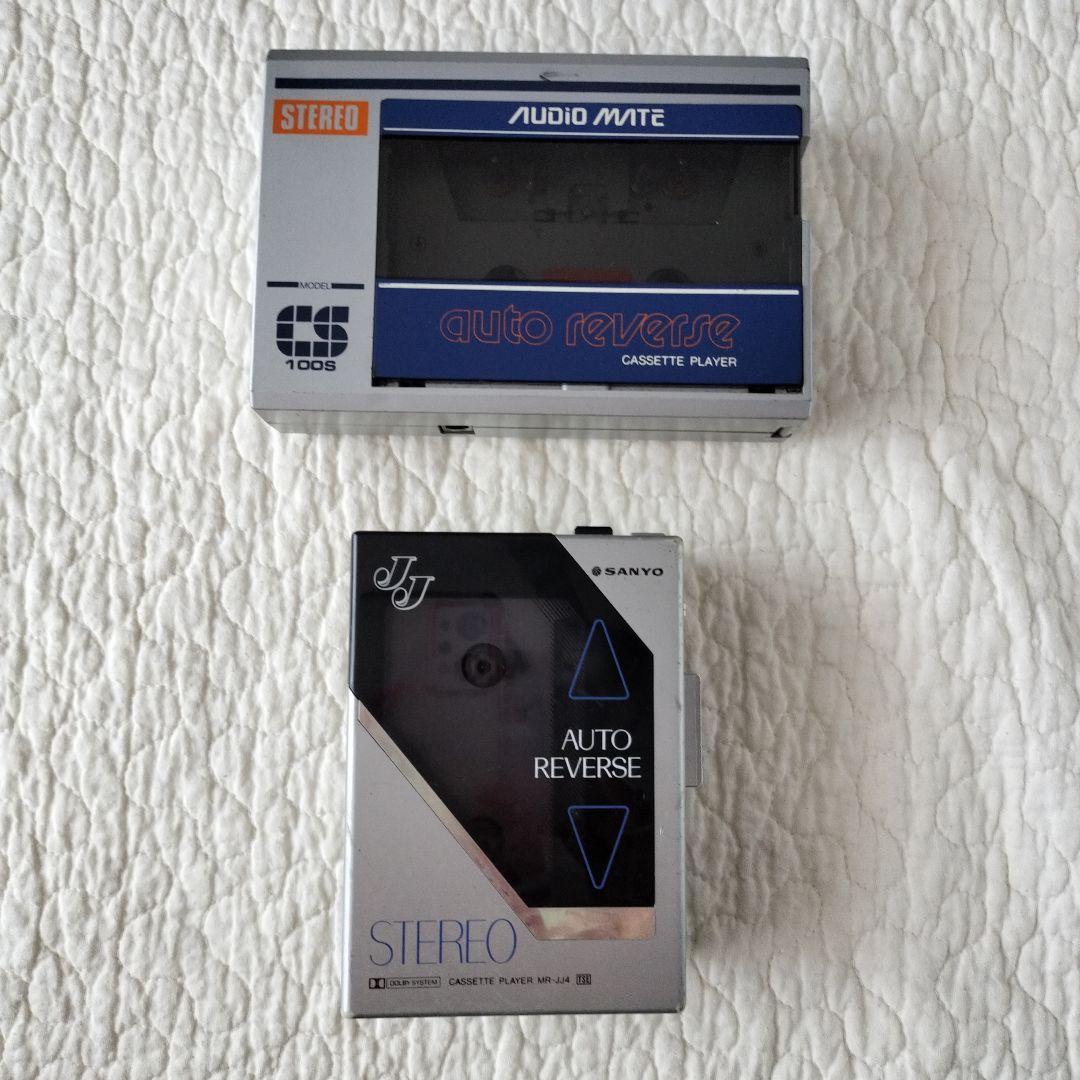 STEREO
AUDIO MATE
MODEL
CS
100S
auto reverse
CASSETTE PLAYER
JJ
SANYO
AUTO
REVERSE
STEREO
DOLBY SYSTEM CASSETTE PLAYER MR-JJ4